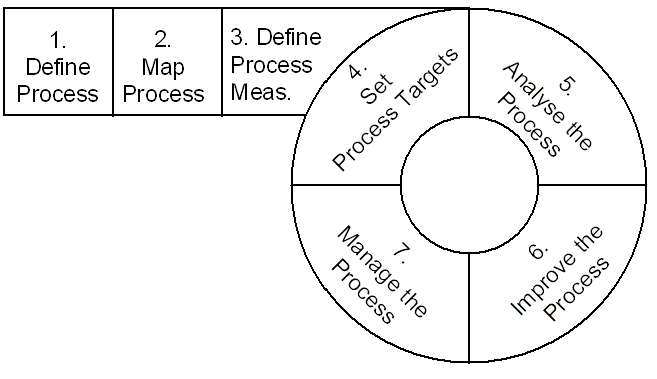 1.
Define
Process
2.
Map
Process
3. Define
Process
Meas.
4.
Set
Process Targets
5.
Analyse the
Process
6.
Improve the
Process
7.
Manage the
Process